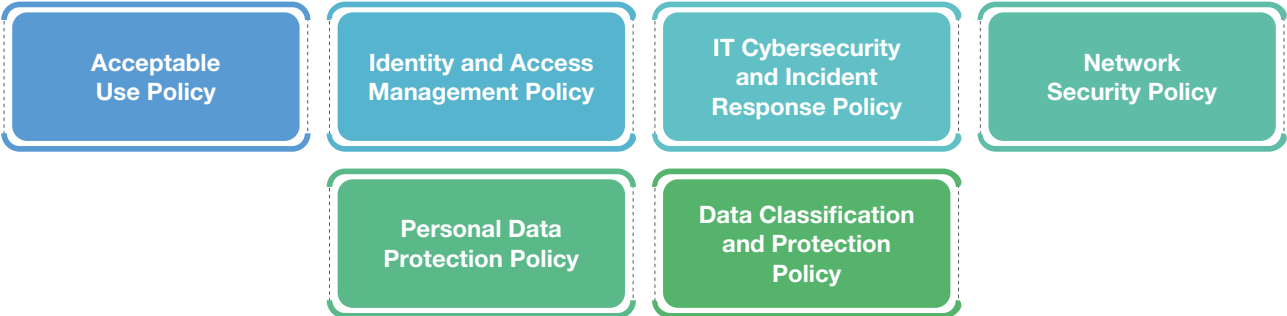 Acceptable
Use Policy
Identity and Access
Management Policy
IT Cybersecurity
and Incident
Response Policy
Network
Security Policy
Personal Data
Protection Policy
Data Classification
and Protection
Policy